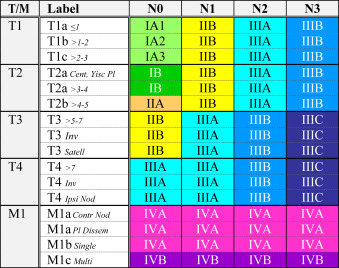 T/M Label N0 N1 N2 N3
T1 T1a ≤1 IA1 IIB IIIA IIIB
T1b >1-2 IA2 IIB IIIA IIIB
T1c >2-3 IA3 IIB IIIA IIIB
T2 T2a Cent, Yisc Pl IB IIB IIIA IIIB
T2a >3-4 IB IIB IIIA IIIB
T2b >4-5 IIA IIB IIIA IIIB
T3 T3 >5-7 IIB IIIA IIIB IIIC
T3 Inv IIB IIIA IIIB IIIC
T3 Satell IIB IIIA IIIB IIIC
T4 T4 >7 IIIA IIIA IIIB IIIC
T4 Inv IIIA IIIA IIIB IIIC
T4 Ipsi Nod IIIA IIIA IIIB IIIC
M1 M1a Contr Nod IVA IVA IVA IVA
M1a Pl Dissem IVA IVA IVA IVA
M1b Single IVA IVA IVA IVA
M1c Multi IVB IVB IVB IVB